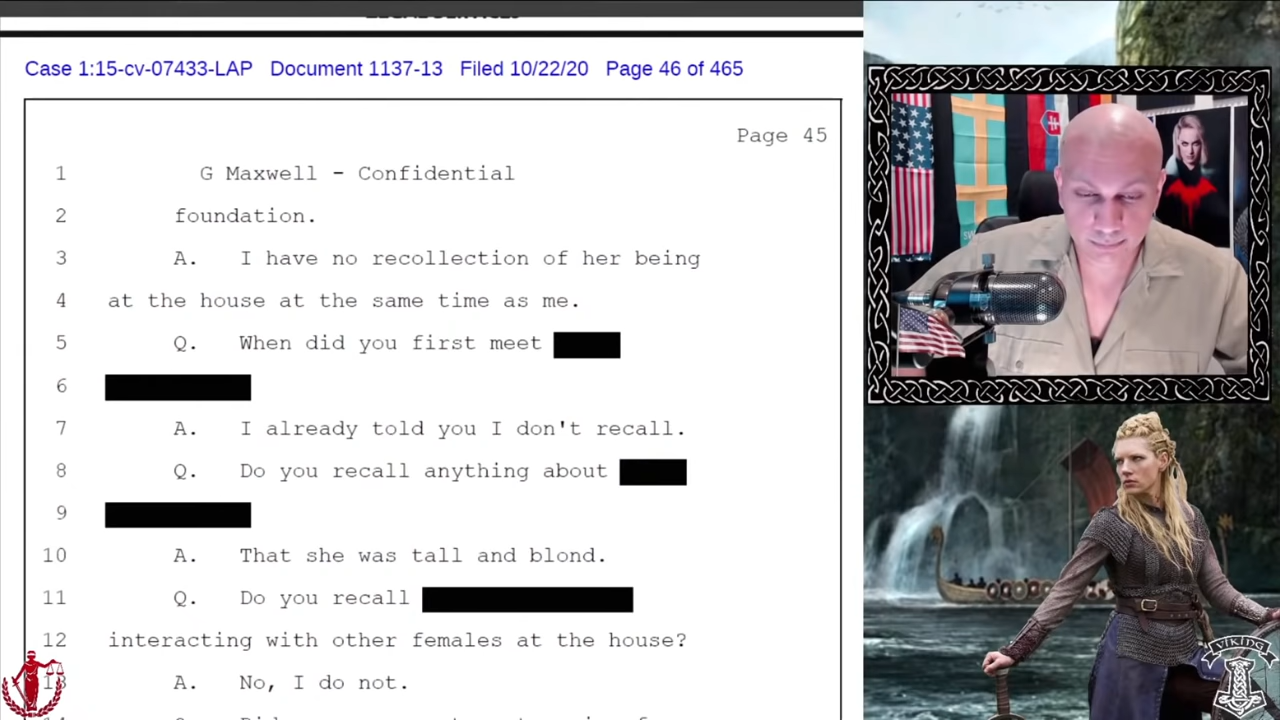 Case 1:15-cv-07433-LAP Document 1137-13 Filed 10/22/20 Page 46 of 465
Page 45
1 G Maxwell - Confidential
2 foundation.
3 A. I have no recollection of her being
4 at the house at the same time as me.
5 Q. When did you first meet
6
7 A. I already told you I don't recall.
8 Q. Do you recall anything about
9
10 A. That she was tall and blond.
11 Q. Do you recall
12 interacting with other females at the house?
13 A. No, I do not.
VIKING